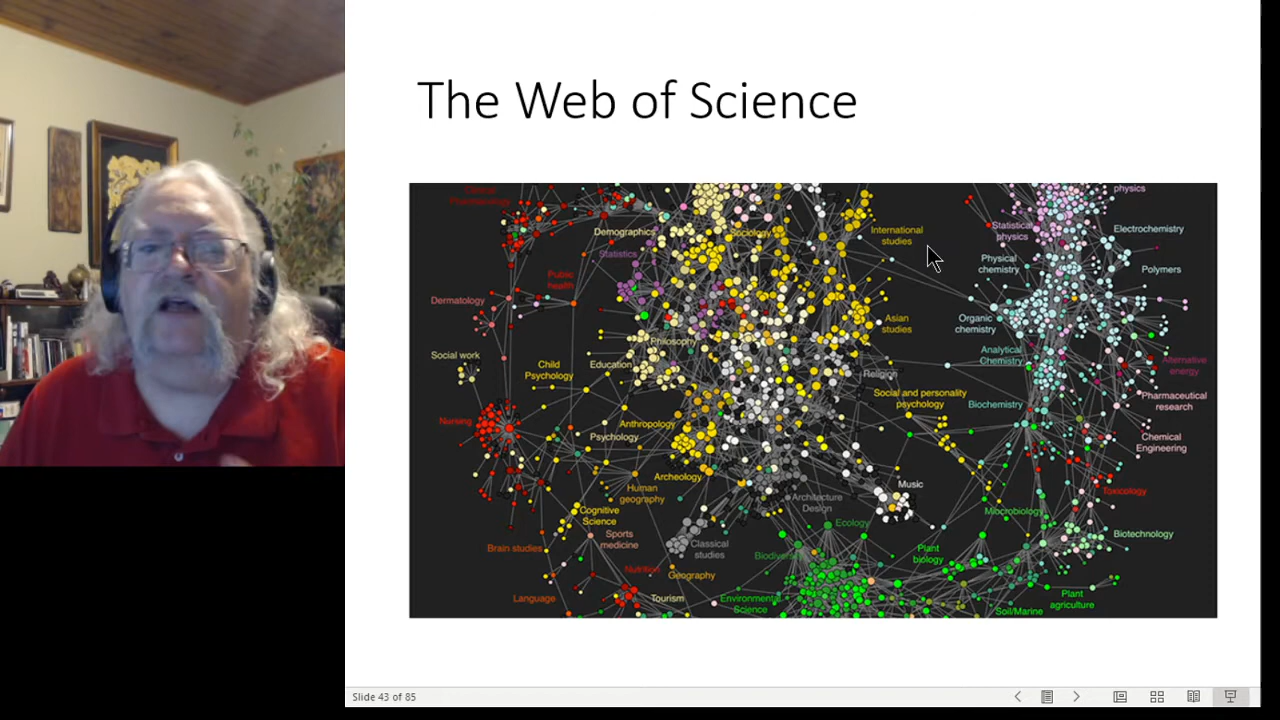 The Web of Science
Clinical
Pharmacology
physics
Demographics
Sociology
International
studies
Statistical
physics
Electrochemistry
Statistics
Physical
chemistry
Polymers
Public
health
Dermatology
Organic
chemistry
Asian
studies
Philosophy
Social work
Child
Psychology
Education
Religion
Analytical
Chemistry
Alternative
energy
Social and personality
psychology
Biochemistry
Pharmaceutical
research
Nursing
Anthropology
Psychology
Chemical
Engineering
Archeology
Human
geography
Music
Toxicology
Architecture
Design
Cognitive
Science
Ecology
Miocrobiology
Sports
medicine
Classical
studies
Brain studies
Plant
biology
Biotechnology
Nutrition
Geography
Language
Tourism
Environmental
Science
Plant
agriculture
Soil/Marine
Slide 43 of 85